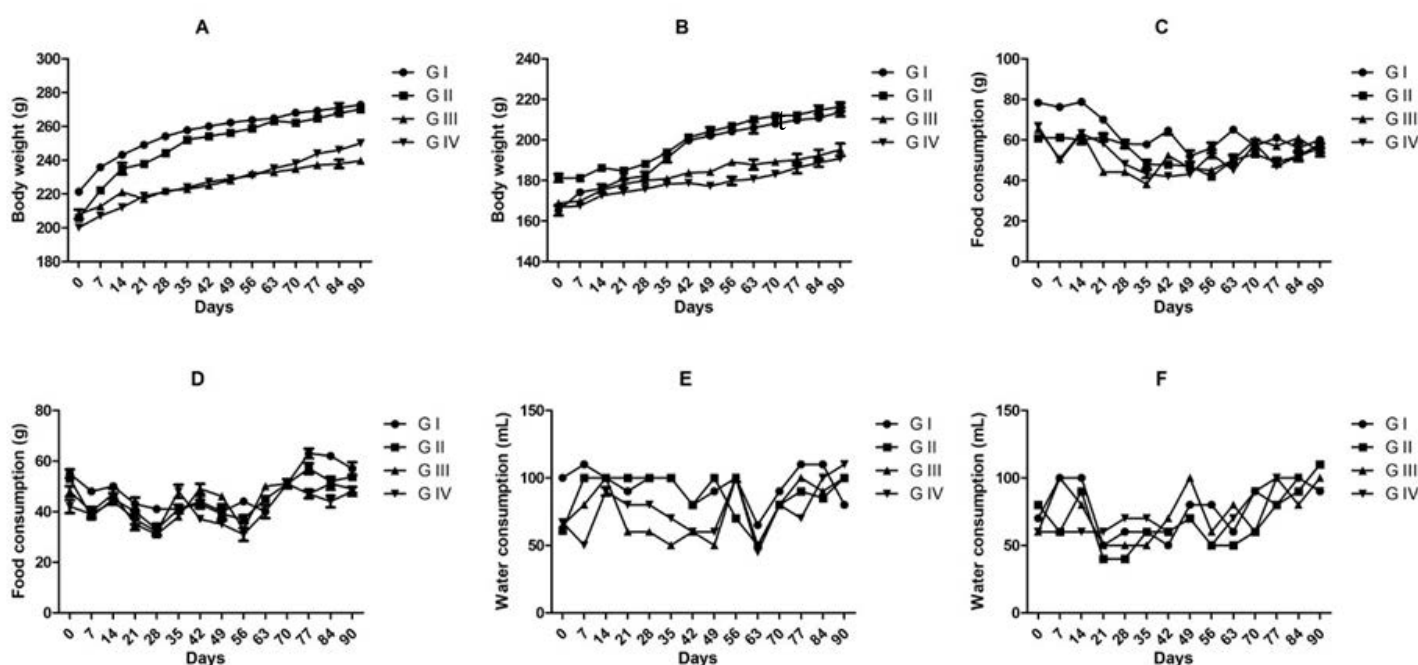 A
Body weight (g)
300
280
260
240
220
200
180
0 7 14 21 28 35 42 49 56 63 70 77 84 90
Days
G I
G II
G III
G IV
B
Body weight (g)
220
200
180
160
140
0 7 14 21 28 35 42 49 56 63 70 77 84 90
Days
t
G I
G II
G III
G IV
C
Food consumption (g)
100
80
60
40
20
0
0 7 14 21 28 35 42 49 56 63 70 77 84 90
Days
G I
G II
G III
G IV
D
Food consumption (g)
80
60
40
20
0
0 7 14 21 28 35 42 49 56 63 70 77 84 90
Days
G I
G II
G III
G IV
E
Water consumption (mL)
150
100
50
0
0 7 14 21 28 35 42 49 56 63 70 77 84 90
Days
G I
G II
G III
G IV
F
Water consumption (mL)
150
100
50
0
0 7 14 21 28 35 42 49 56 63 70 77 84 90
Days
G I
G II
G III
G IV